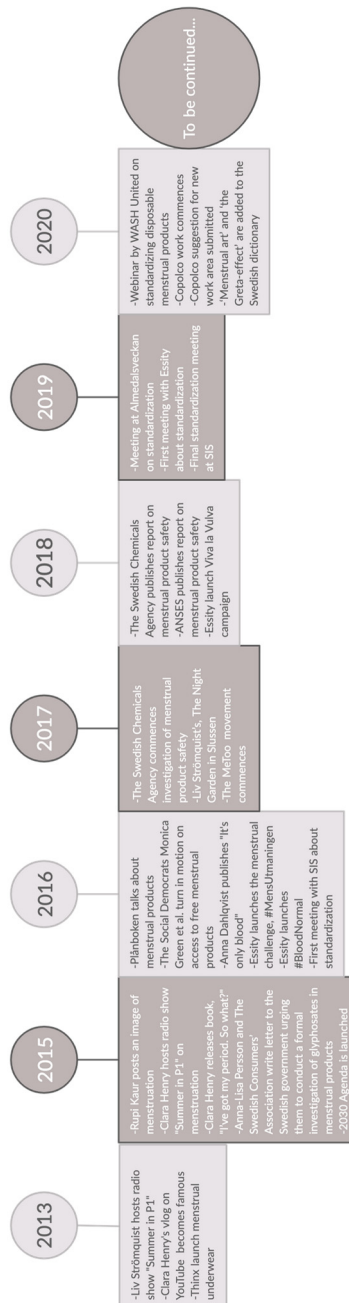 2013
-Liv Strömquist hosts radio
show "Summer in P1"
-Clara Henry's vlog on
YouTube becomes famous
-Thinx launch menstrual
underwear
2015
-Rupi Kaur posts an image of
menstruation
-Clara Henry hosts radio show
"Summer in P1" on
menstruation
-Clara Henry releases book,
"I've got my period. So what?"
-Anna-Lisa Persson and The
Swedish Consumers'
Association write letter to the
Swedish government urging
them to conduct a formal
investigation of glyphosates in
menstrual products
-2030 Agenda is launched
2016
-Plånboken talks about
menstrual products
-The Social Democrats Monica
Green et al. turn in motion on
access to free menstrual
products
-Anna Dahlqvist publishes "It's
only blood"
-Essity launches the menstrual
challenge, #MensUtmaningen
-Essity launches
#BloodNormal
-First meeting with SIS about
standardization
2017
-The Swedish Chemicals
Agency commences
investigation of menstrual
product safety
-Liv Strömquist's, The Night
Garden in Slussen
-The MeToo movement
commences
2018
-The Swedish Chemicals
Agency publishes report on
menstrual product safety
-ANSES publishes report on
menstrual product safety
-Essity launch Viva la Vulva
campaign
2019
-Meeting at Almedalsveckan
on standardization
-First meeting with Essity
about standardization
-Final standardization meeting
at SIS
2020
-Webinar by WASH United on
standardizing disposable
menstrual products
-Copolco work commences
-Copolco suggestion for new
work area submitted
-'Menstrual art' and 'the
Greta-effect' are added to the
Swedish dictionary
To be continued...